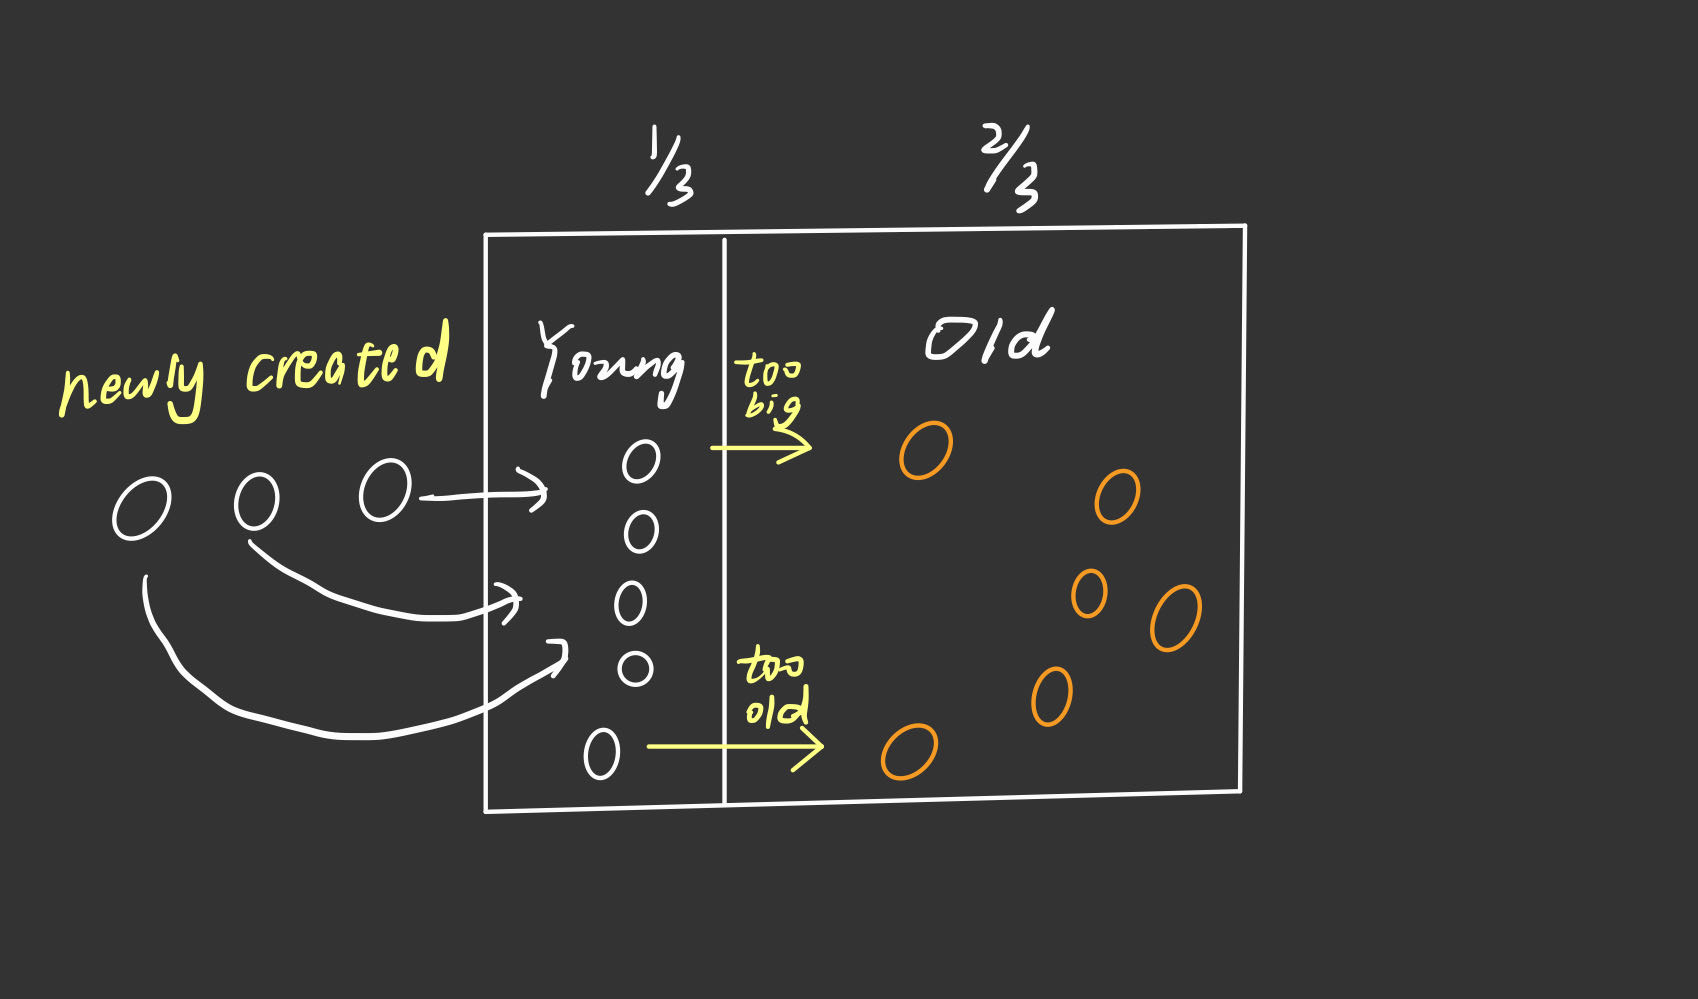 1/3
2/3
newly created
Young
Old
too
big
too
old